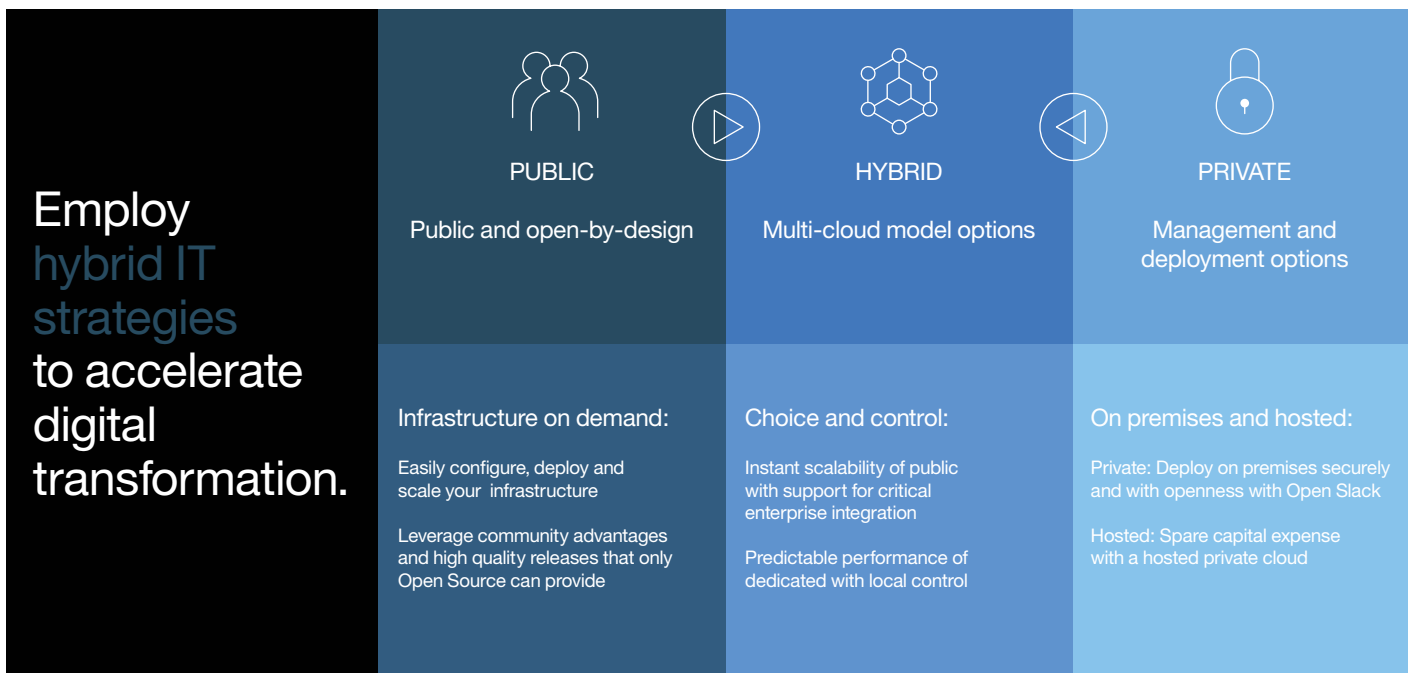 Employ
hybrid IT
strategies
to accelerate
digital
transformation.
PUBLIC
Public and open-by-design
Infrastructure on demand:
Easily configure, deploy and
scale your infrastructure
Leverage community advantages
and high quality releases that only
Open Source can provide
HYBRID
Multi-cloud model options
Choice and control:
Instant scalability of public
with support for critical
enterprise integration
Predictable performance of
dedicated with local control
PRIVATE
Management and
deployment options
On premises and hosted:
Private: Deploy on premises securely
and with openness with Open Slack
Hosted: Spare capital expense
with a hosted private cloud